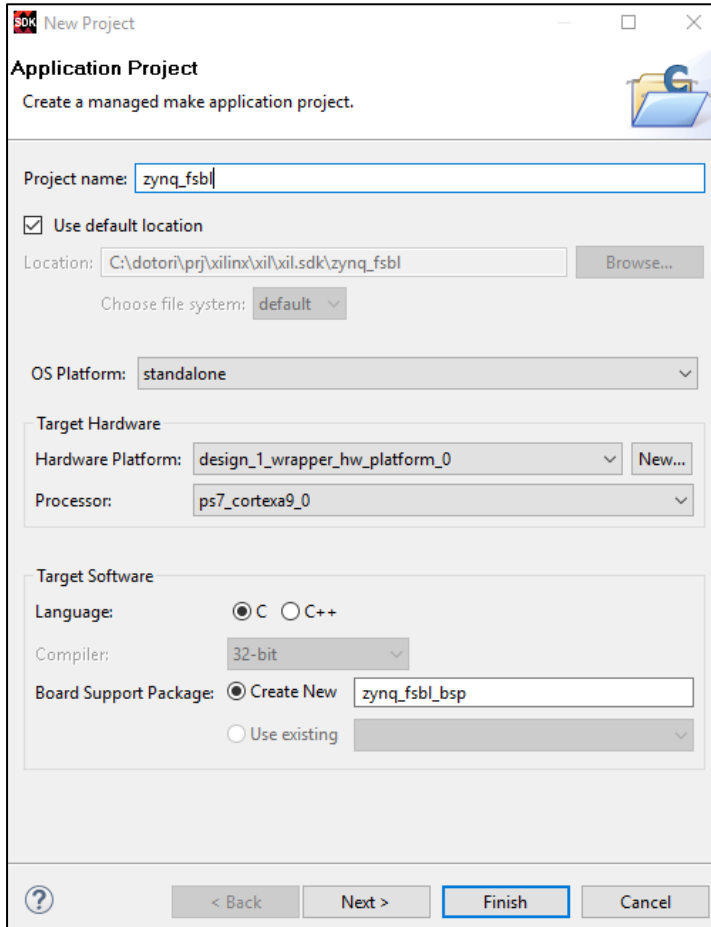 SDK New Project
Application Project
Create a managed make application project.
Project name: zynq_fsbl
Use default location
Location: C:\dotori\prj\xilinx\xil\xil.sdk\zynq_fsbl Browse...
Choose file system: default
OS Platform: standalone
Target Hardware
Hardware Platform: design_1_wrapper_hw_platform_0 New...
Processor: ps7_cortexa9_0
Target Software
Language: C C++
Compiler: 32-bit
Board Support Package: Create New zynq_fsbl_bsp
Use existing
? < Back Next > Finish Cancel